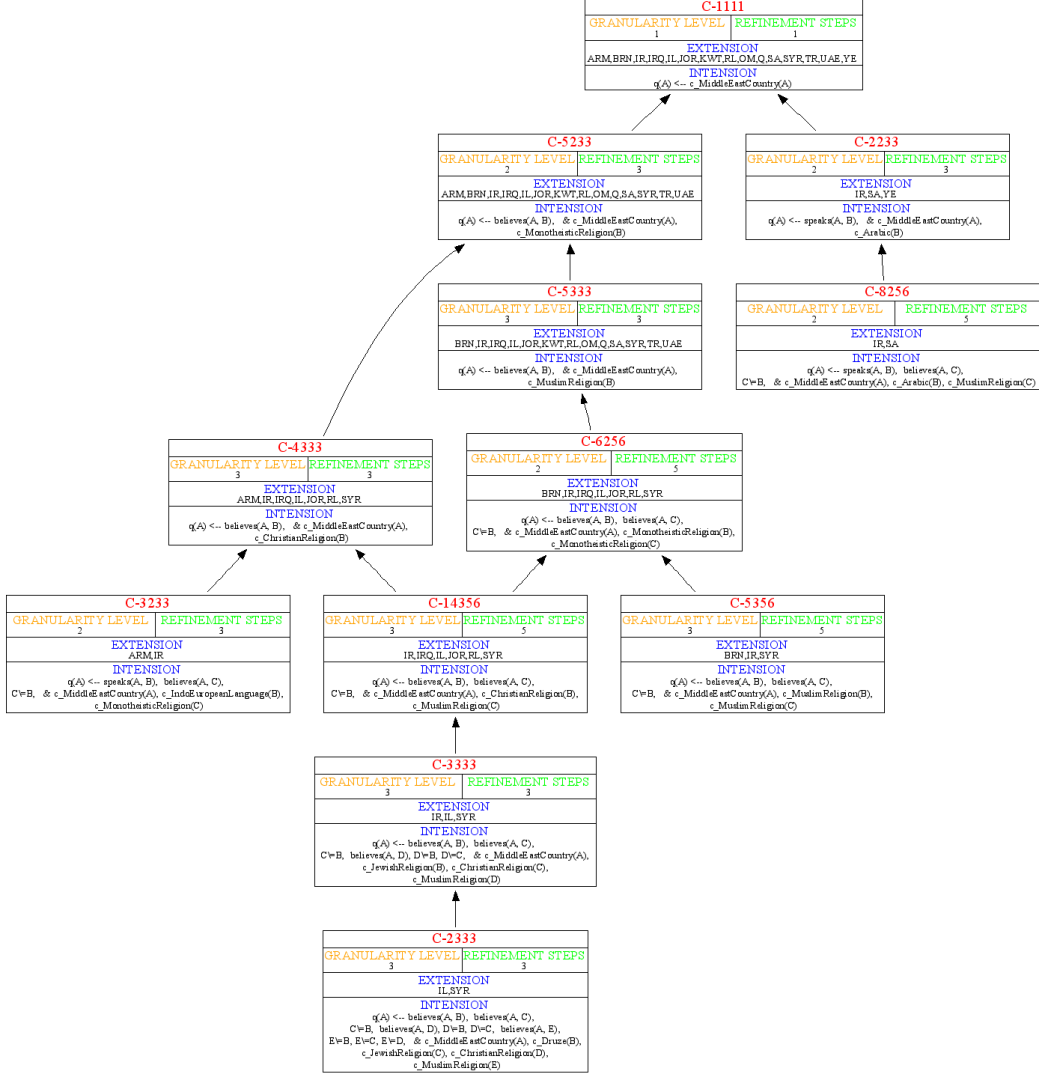 C-1111
GRANULARITY LEVEL REFINEMENT STEPS
1 1
EXTENSION
ARM,BRN,IR,IRQ,IL,JOR,KWT,RL,OM,Q,SA,SYR,TR,UAE,YE
INTENSION
q(A) <-- c_MiddleEastCountry(A)
C-5233
GRANULARITY LEVEL REFINEMENT STEPS
2 3
EXTENSION
ARM,BRN,IR,IRQ,IL,JOR,KWT,RL,OM,Q,SA,SYR,TR,UAE
INTENSION
q(A) <-- believes(A, B), & c_MiddleEastCountry(A),
c_MonotheisticReligion(B)
C-2233
GRANULARITY LEVEL REFINEMENT STEPS
2 3
EXTENSION
IR,SA,YE
INTENSION
q(A) <-- speaks(A, B), & c_MiddleEastCountry(A),
c_Arabic(B)
C-5333
GRANULARITY LEVEL REFINEMENT STEPS
3 3
EXTENSION
BRN,IR,IRQ,IL,JOR,KWT,RL,OM,Q,SA,SYR,TR,UAE
INTENSION
q(A) <-- believes(A, B), & c_MiddleEastCountry(A),
c_MuslimReligion(B)
C-8256
GRANULARITY LEVEL REFINEMENT STEPS
2 5
EXTENSION
IR,SA
INTENSION
q(A) <-- speaks(A, B), believes(A, C),
C\=B, & c_MiddleEastCountry(A), c_Arabic(B), c_MuslimReligion(C)
C-4333
GRANULARITY LEVEL REFINEMENT STEPS
3 3
EXTENSION
ARM,IR,IRQ,IL,JOR,RL,SYR
INTENSION
q(A) <-- believes(A, B), & c_MiddleEastCountry(A),
c_ChristianReligion(B)
C-6256
GRANULARITY LEVEL REFINEMENT STEPS
2 5
EXTENSION
BRN,IR,IRQ,IL,JOR,RL,SYR
INTENSION
q(A) <-- believes(A, B), believes(A, C),
C\=B, & c_MiddleEastCountry(A), c_MonotheisticReligion(B),
c_MonotheisticReligion(C)
C-3233
GRANULARITY LEVEL REFINEMENT STEPS
2 3
EXTENSION
ARM,IR
INTENSION
q(A) <-- speaks(A, B), believes(A, C),
C\=B, & c_MiddleEastCountry(A), c_IndoEuropeanLanguage(B),
c_MonotheisticReligion(C)
C-14356
GRANULARITY LEVEL REFINEMENT STEPS
3 5
EXTENSION
IR,IRQ,IL,JOR,RL,SYR
INTENSION
q(A) <-- believes(A, B), believes(A, C),
C\=B, & c_MiddleEastCountry(A), c_ChristianReligion(B),
c_MuslimReligion(C)
C-5356
GRANULARITY LEVEL REFINEMENT STEPS
3 5
EXTENSION
BRN,IR,SYR
INTENSION
q(A) <-- believes(A, B), believes(A, C),
C\=B, & c_MiddleEastCountry(A), c_MuslimReligion(B),
c_MuslimReligion(C)
C-3333
GRANULARITY LEVEL REFINEMENT STEPS
3 3
EXTENSION
IR,IL,SYR
INTENSION
q(A) <-- believes(A, B), believes(A, C),
C\=B, believes(A, D), D\=B, D\=C, & c_MiddleEastCountry(A),
c_JewishReligion(B), c_ChristianReligion(C),
c_MuslimReligion(D)
C-2333
GRANULARITY LEVEL REFINEMENT STEPS
3 3
EXTENSION
IL,SYR
INTENSION
q(A) <-- believes(A, B), believes(A, C),
C\=B, believes(A, D), D\=B, D\=C, believes(A, E),
E\=B, E\=C, E\=D, & c_MiddleEastCountry(A), c_Druze(B),
c_JewishReligion(C), c_ChristianReligion(D),
c_MuslimReligion(E)